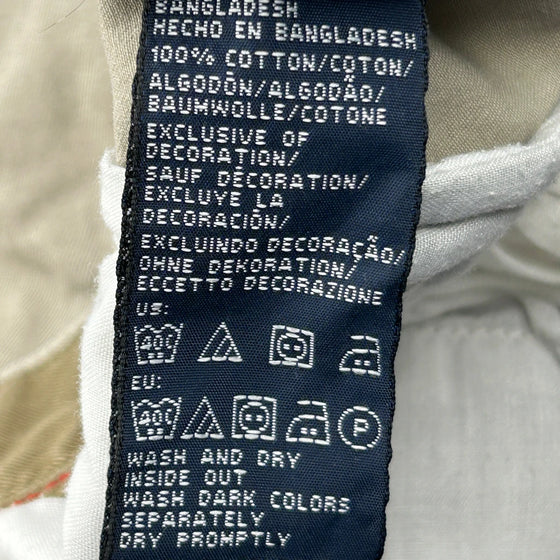 BANGLADESH
HECHO EN BANGLADESH
100% COTTON/COTON/
ALGODÓN/ALGODÃO/
BAUMWOLLE/COTONE
EXCLUSIVE OF
DECORATION/
SAUF DÉCORATION/
EXCLUYE LA
DECORACIÓN/
EXCLUINDO DECORAÇÃO/
OHNE DEKORATION/
ECCETTO DECORAZIONE
US:
40C
EU:
40C P
WASH AND DRY
INSIDE OUT
WASH DARK COLORS
SEPARATELY
DRY PROMPTLY